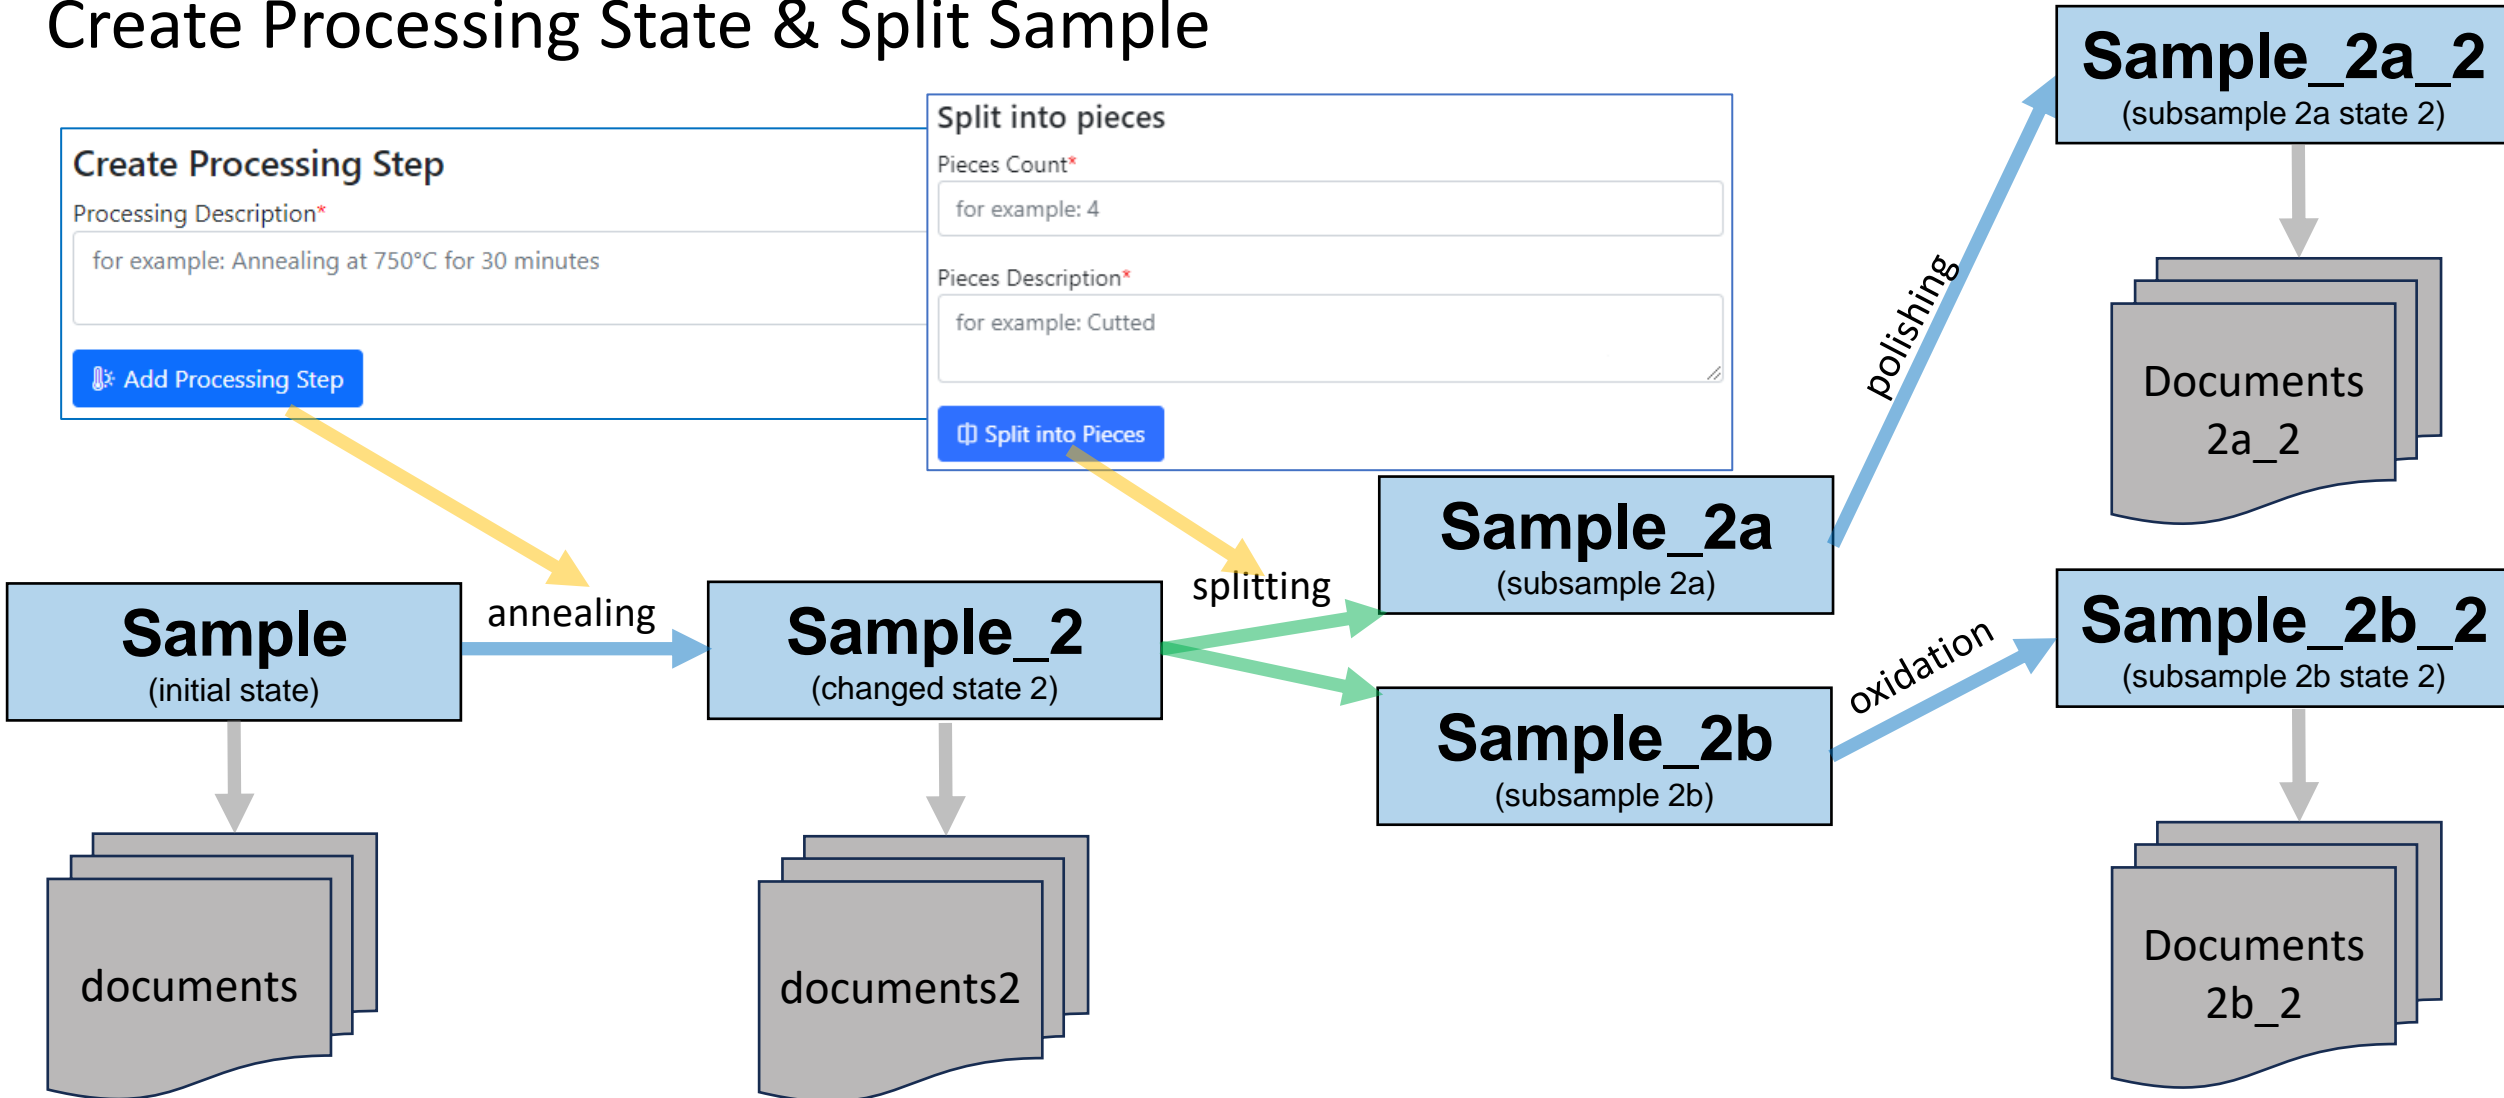 Create Processing State & Split Sample
Create Processing Step
Processing Description*
for example: Annealing at 750°C for 30 minutes
Add Processing Step
Split into pieces
Pieces Count*
for example: 4
Pieces Description*
for example: Cutted
Split into Pieces
Sample
(initial state)
annealing
Sample_2
(changed state 2)
splitting
Sample_2a
(subsample 2a)
Sample_2b
(subsample 2b)
polishing
oxidation
Sample_2a_2
(subsample 2a state 2)
Documents
2a_2
Sample_2b_2
(subsample 2b state 2)
Documents
2b_2
documents
documents2